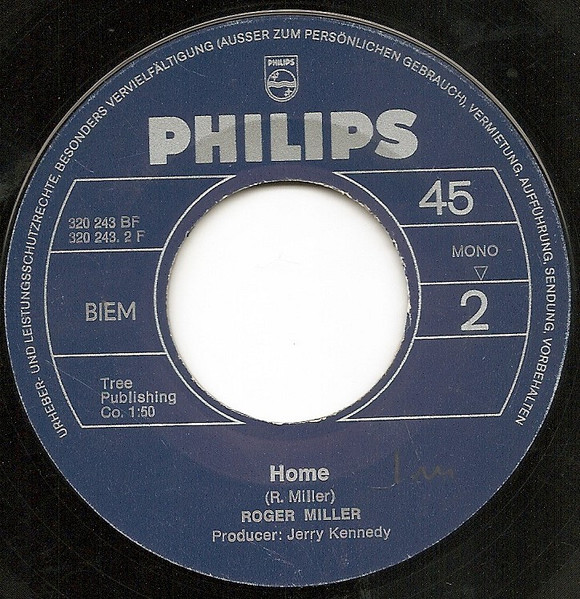 URHEBER- UND LEISTUNGSSCHUTZRECHTE, BESONDERS VERVIELFÄLTIGUNG (AUSSER ZUM PERSÖNLICHEN GEBRAUCH), VERMIETUNG, AUFFÜHRUNG, SENDUNG, VORBEHALTEN
PHILIPS
PHILIPS
320 243 BF
320 243. 2 F
45
MONO
BIEM
2
Tree
Publishing
Co. 1:50
Home
(R. Miller)
ROGER MILLER
Producer: Jerry Kennedy